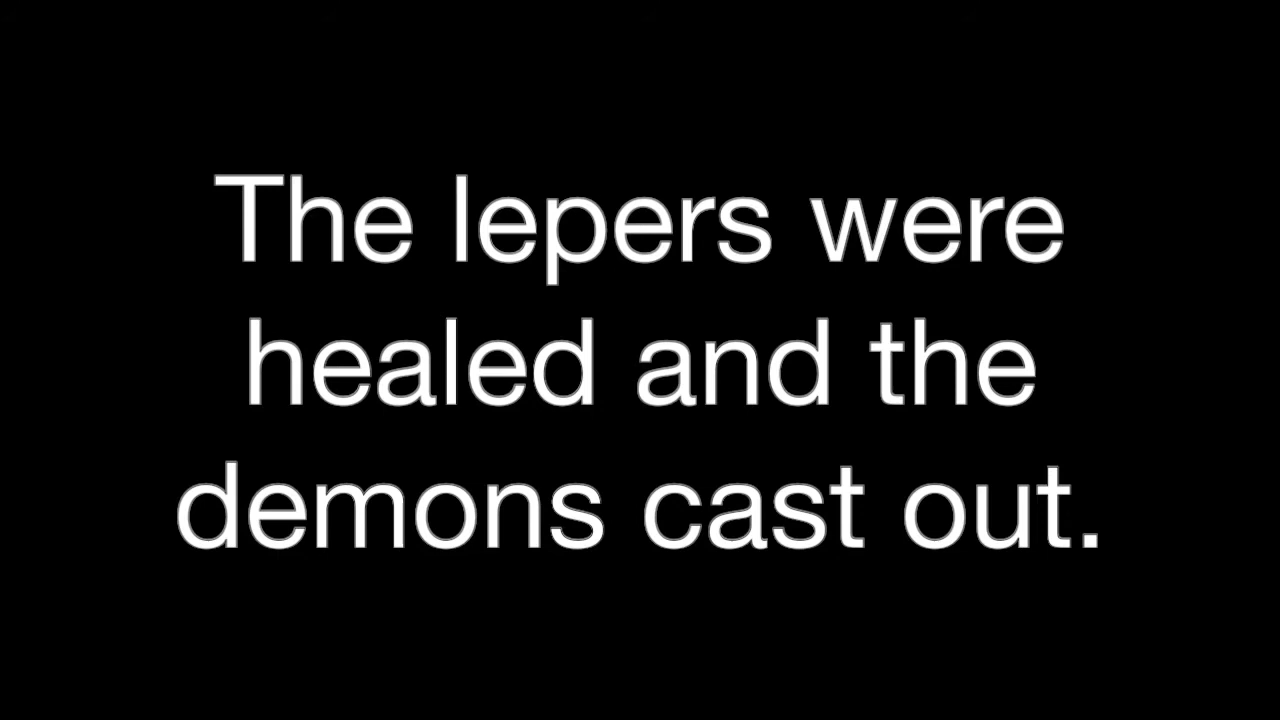 The lepers were
healed and the
demons cast out.